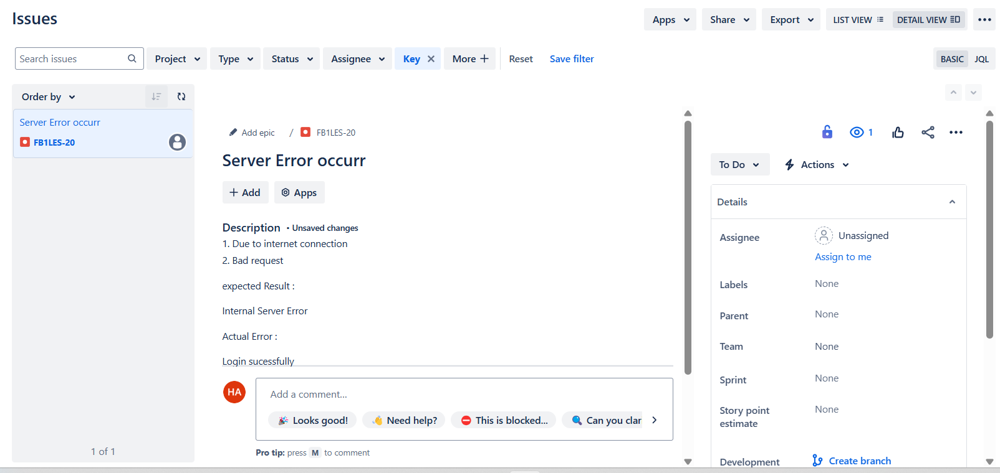 Issues
Apps
Share
Export
LIST VIEW
DETAIL VIEW
Search issues
Project
Type
Status
Assignee
Key
More
Reset
Save filter
BASIC
JQL
Order by
Server Error occurr
FB1LES-20
1 of 1
Add epic / FB1LES-20
Server Error occurr
Add
Apps
Description • Unsaved changes
1. Due to internet connection
2. Bad request
expected Result :
Internal Server Error
Actual Error :
Login sucessfully
HA
Add a comment...
Looks good!
Need help?
This is blocked...
Can you clar
Pro tip: press M to comment
1
To Do
Actions
Details
Assignee
Unassigned
Assign to me
Labels
None
Parent
None
Team
None
Sprint
None
Story point
estimate
None
Development
Create branch